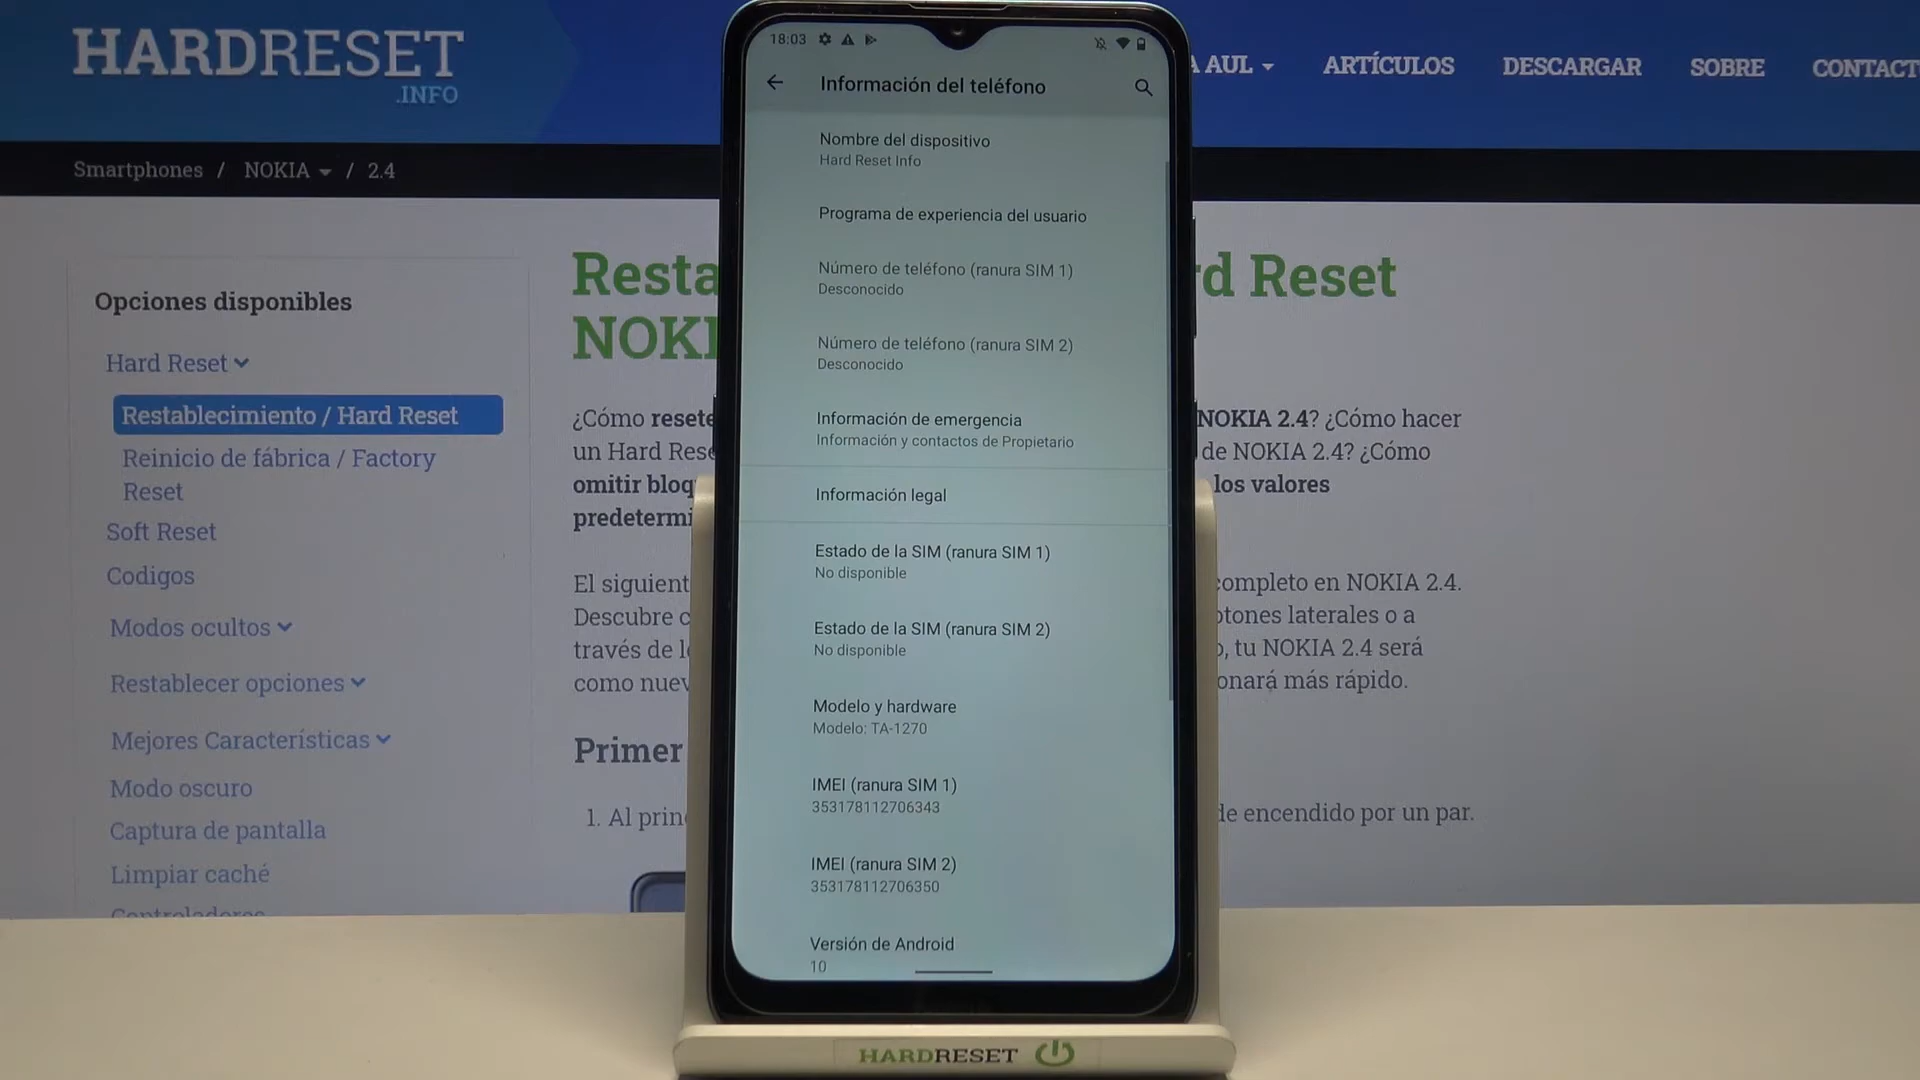 HARDRESET
.INFO
AUL
ARTÍCULOS
DESCARGAR
SOBRE
CONTACT
Smartphones / NOKIA / 2.4
Opciones disponibles
Hard Reset
Restablecimiento / Hard Reset
Reinicio de fábrica / Factory
Reset
Soft Reset
Codigos
Modos ocultos
Restablecer opciones
Mejores Características
Modo oscuro
Captura de pantalla
Limpiar caché
Controladores
Resta rd Reset
NOKI
¿Cómo resete NOKIA 2.4? ¿Cómo hacer
un Hard Rese de NOKIA 2.4? ¿Cómo
omitir bloq los valores
predetermi
El siguient completo en NOKIA 2.4.
Descubre c otones laterales o a
través de l o, tu NOKIA 2.4 será
como nuev onará más rápido.
Primer
1. Al prin de encendido por un par.
18:03
Información del teléfono
Nombre del dispositivo
Hard Reset Info
Programa de experiencia del usuario
Número de teléfono (ranura SIM 1)
Desconocido
Número de teléfono (ranura SIM 2)
Desconocido
Información de emergencia
Información y contactos de Propietario
Información legal
Estado de la SIM (ranura SIM 1)
No disponible
Estado de la SIM (ranura SIM 2)
No disponible
Modelo y hardware
Modelo: TA-1270
IMEI (ranura SIM 1)
353178112706343
IMEI (ranura SIM 2)
353178112706350
Versión de Android
10
HARDRESET